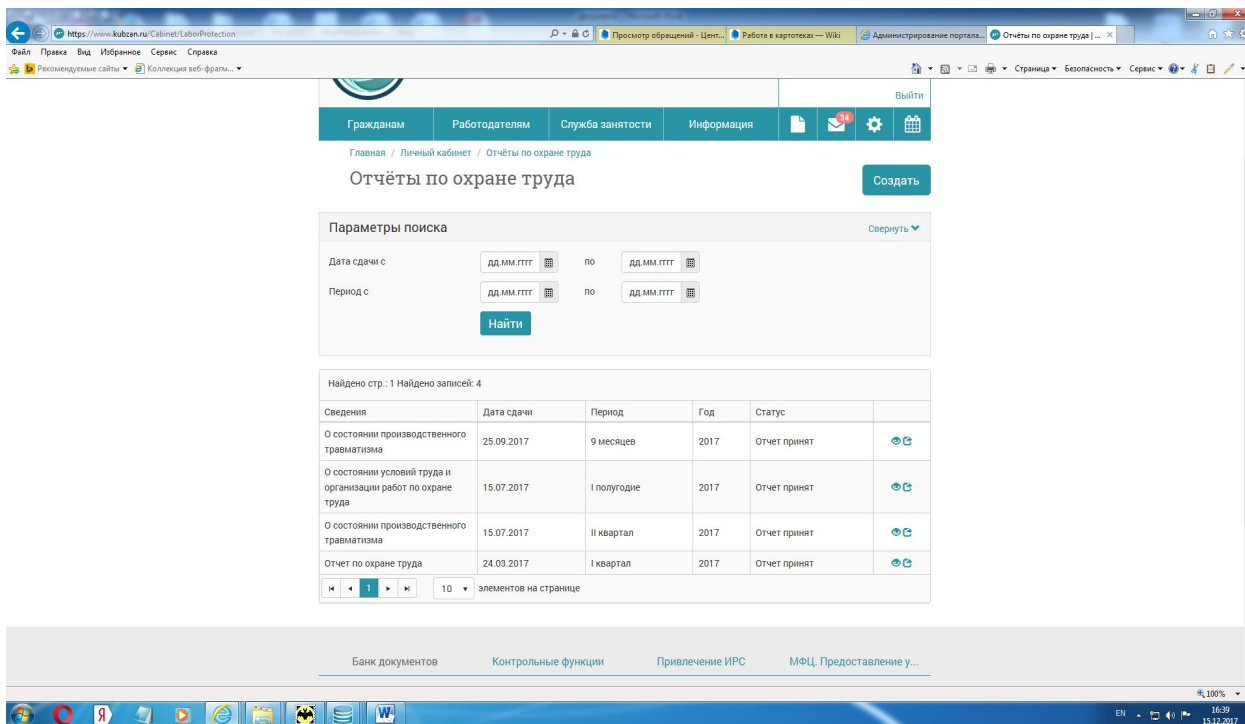 https://www.kubzan.ru/Cabinet/LaborProtection
Просмотр обращений - Цент...
Работа в картотеках — Wiki
Администрирование портала...
Отчёты по охране труда | ...
Файл Правка Вид Избранное Сервис Справка
Рекомендуемые сайты Коллекция веб-фрагм...
Страница Безопасность Сервис
Выйти
Гражданам Работодателям Служба занятости Информация 34
Главная / Личный кабинет / Отчёты по охране труда
Отчёты по охране труда Создать
Параметры поиска Свернуть
Дата сдачи с дд.мм.гггг по дд.мм.гггг
Период с дд.мм.гггг по дд.мм.гггг
Найти
Найдено стр.: 1 Найдено записей: 4
Сведения Дата сдачи Период Год Статус
О состоянии производственного
травматизма 25.09.2017 9 месяцев 2017 Отчет принят
О состоянии условий труда и
организации работ по охране
труда 15.07.2017 I полугодие 2017 Отчет принят
О состоянии производственного
травматизма 15.07.2017 II квартал 2017 Отчет принят
Отчет по охране труда 24.03.2017 I квартал 2017 Отчет принят
1 10 элементов на странице
Банк документов Контрольные функции Привлечение ИРС МФЦ. Предоставление у...
100%
EN 16:39
15.12.2017